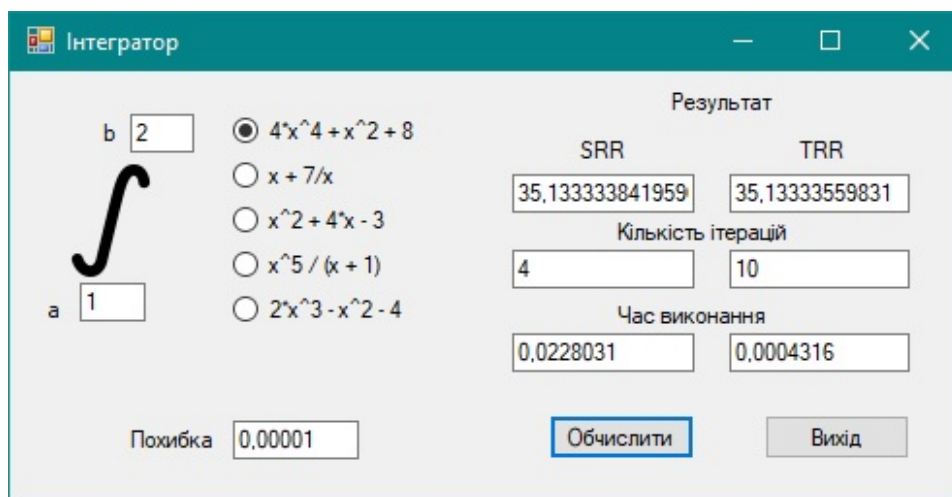 Інтегратор
b 2
4*x^4 + x^2 + 8
x + 7/x
x^2 + 4*x - 3
x^5 / (x + 1)
2*x^3 - x^2 - 4
a 1
Похибка 0,00001
Результат
SRR TRR
35,133333841959 35,13333559831
Кількість ітерацій
4 10
Час виконання
0,0228031 0,0004316
Обчислити Вихід